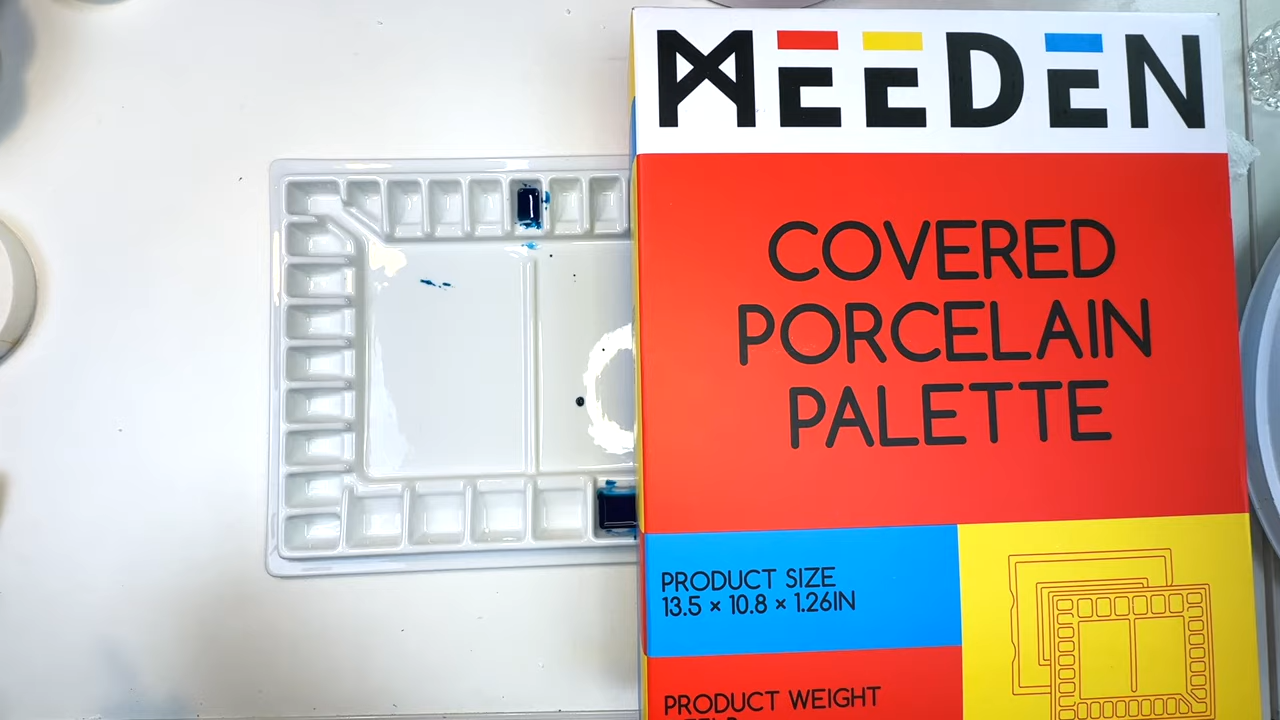 MEEDEN
COVERED
PORCELAIN
PALETTE
PRODUCT SIZE
13.5 × 10.8 × 1.26IN
PRODUCT WEIGHT